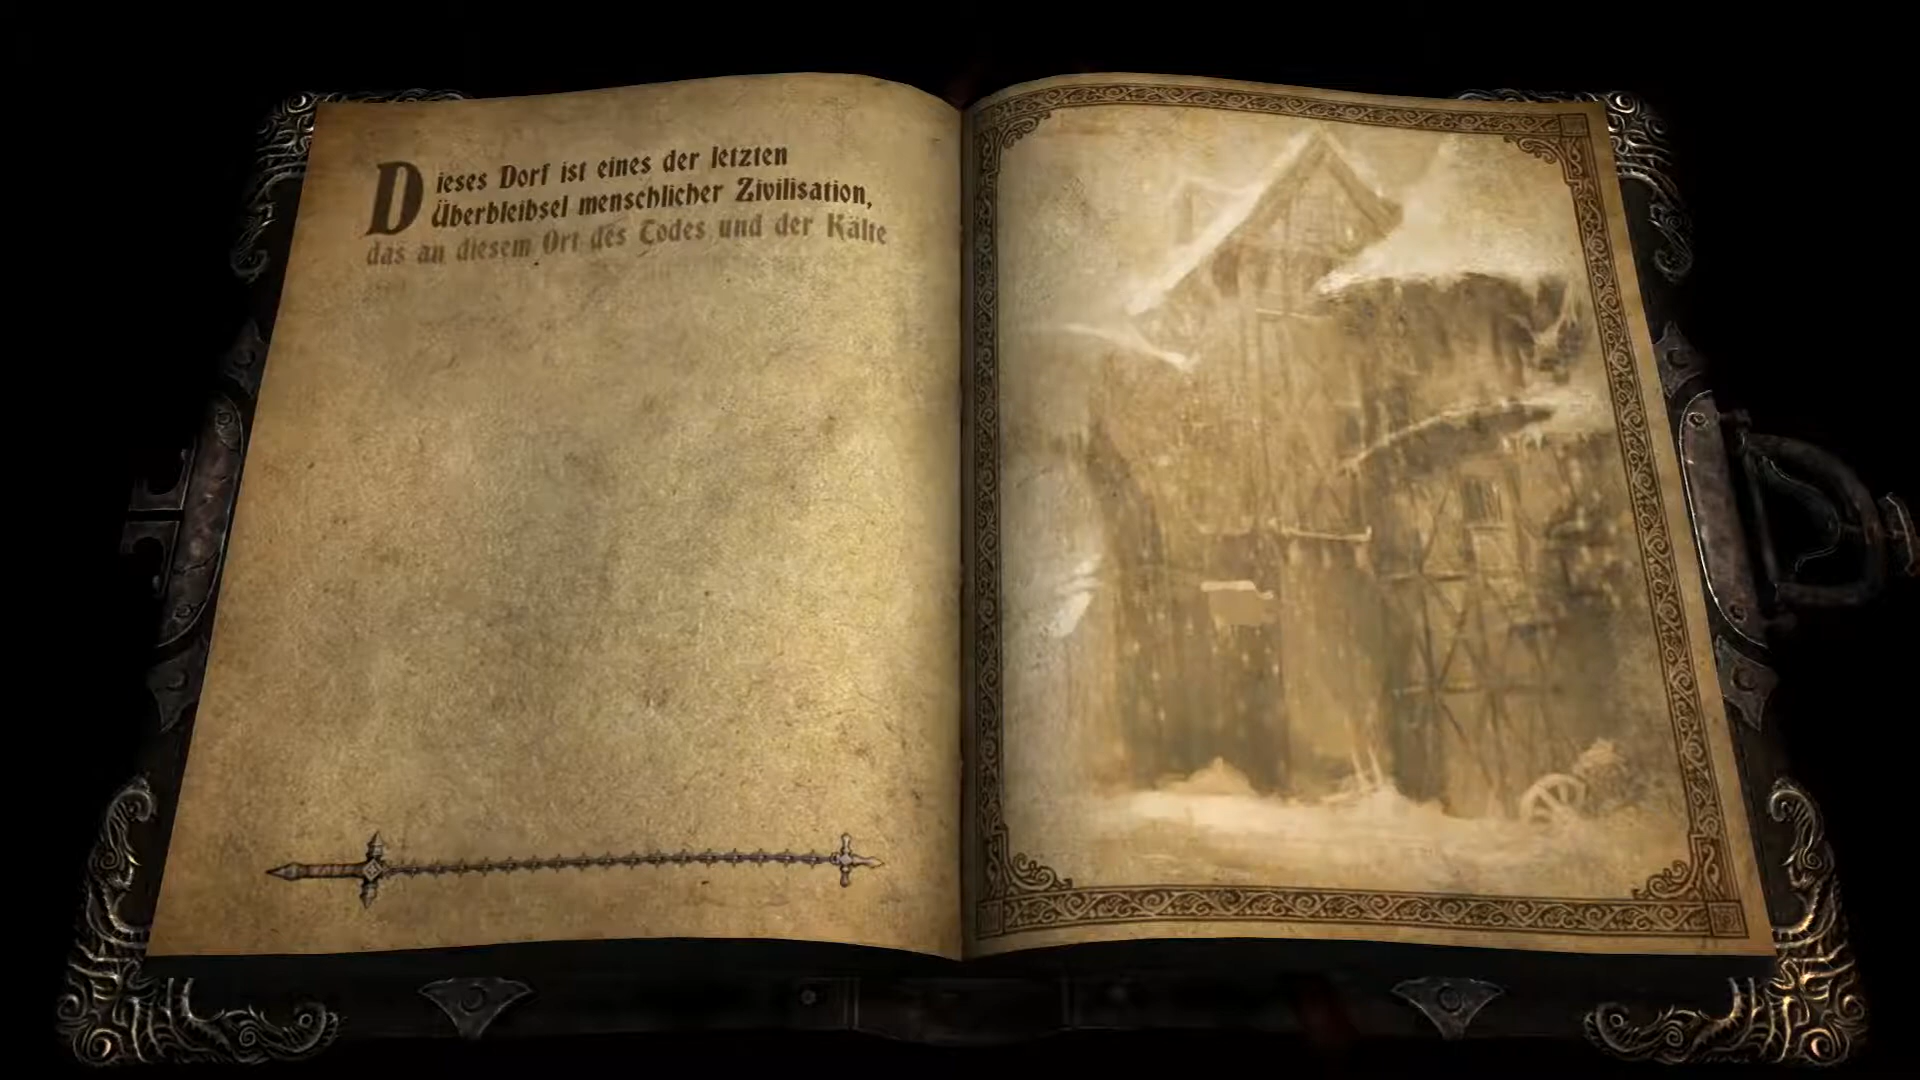 Dieses Dorf ist eines der letzten
Überbleibsel menschlicher Zivilisation,
das an diesem Ort des Todes und der Kälte